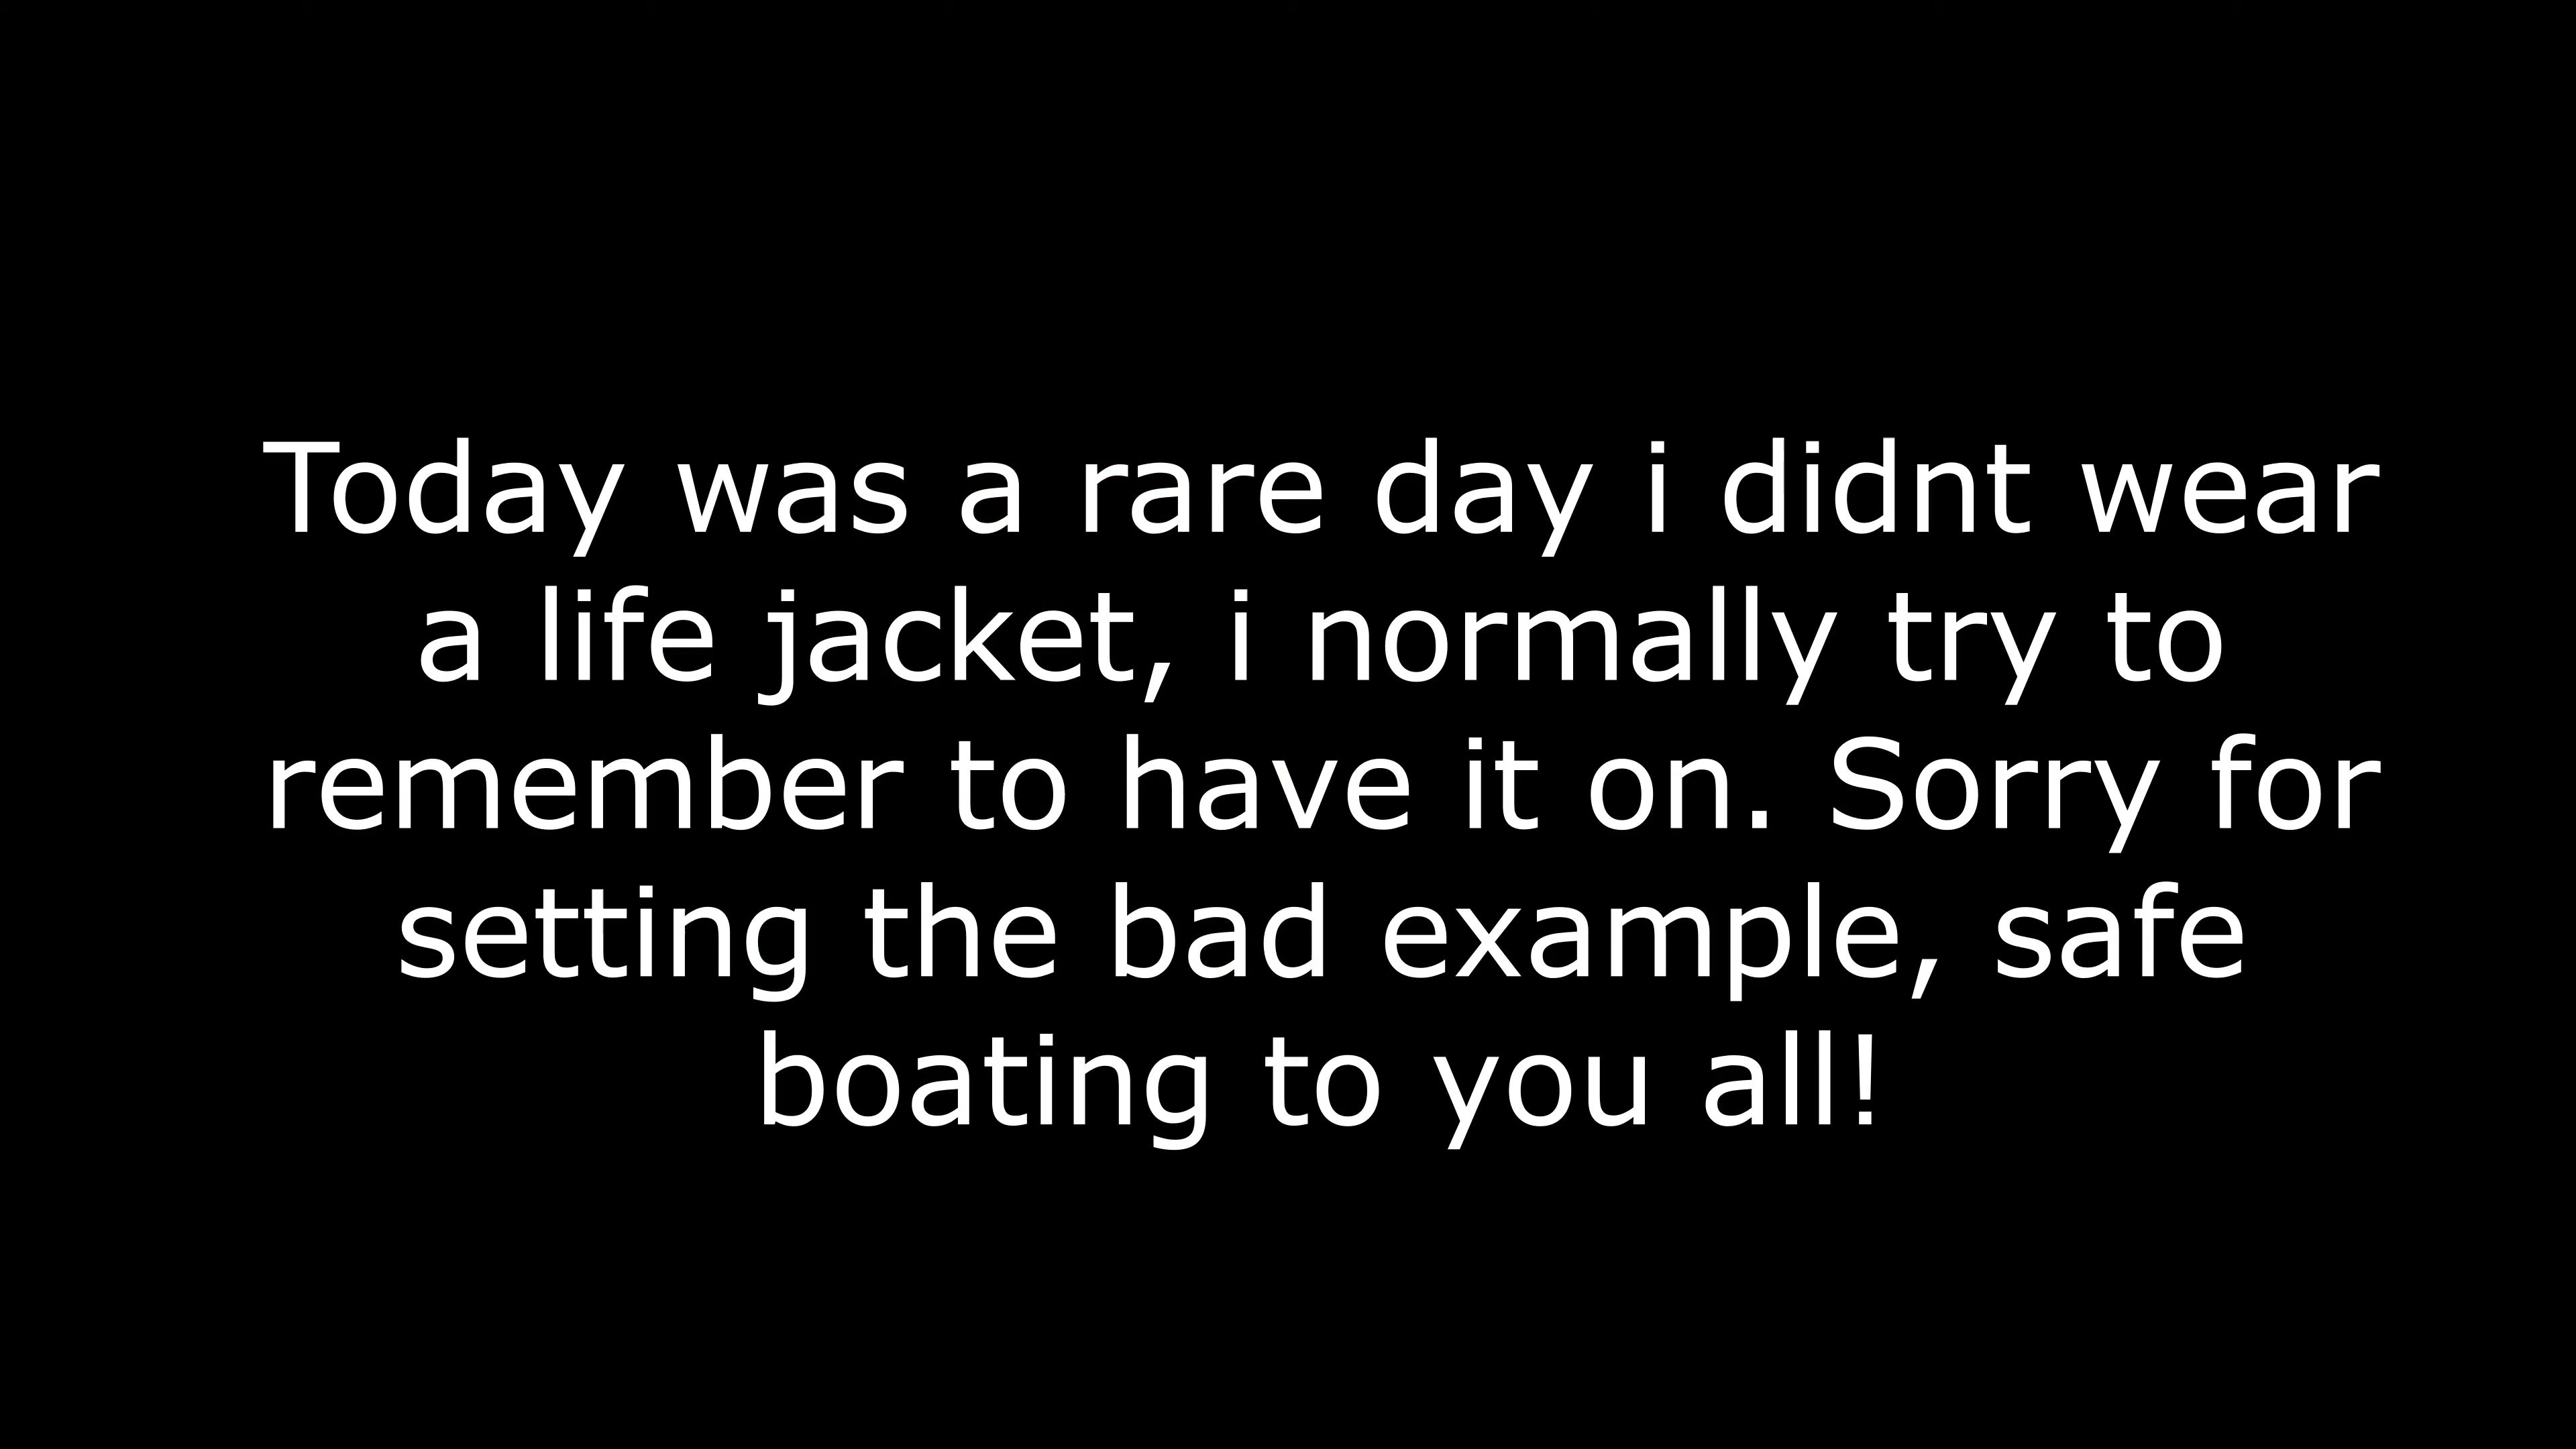 Today was a rare day i didnt wear
a life jacket, i normally try to
remember to have it on. Sorry for
setting the bad example, safe
boating to you all!